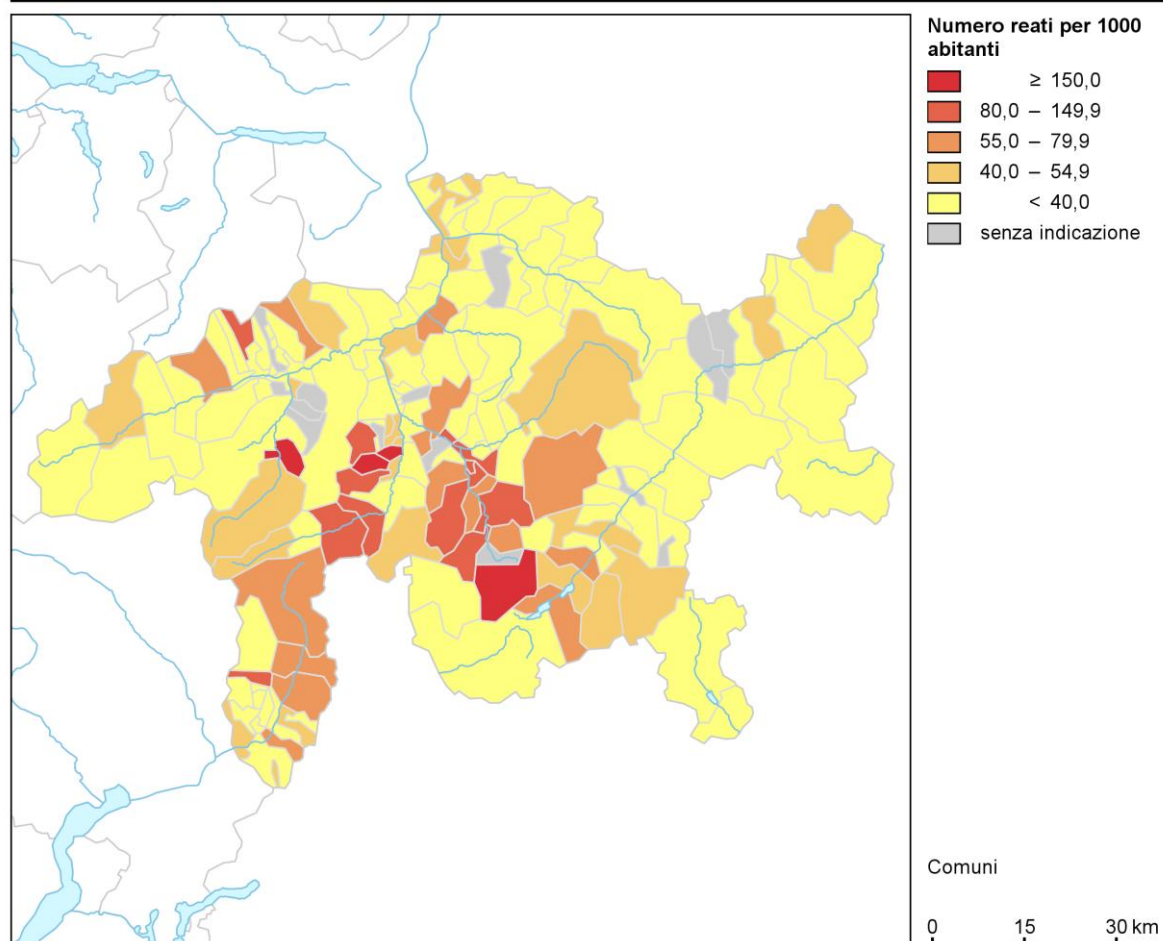 Numero reati per 1000
abitanti
≥ 150,0
80,0 – 149,9
55,0 – 79,9
40,0 – 54,9
< 40,0
senza indicazione
Comuni
0 15 30 km